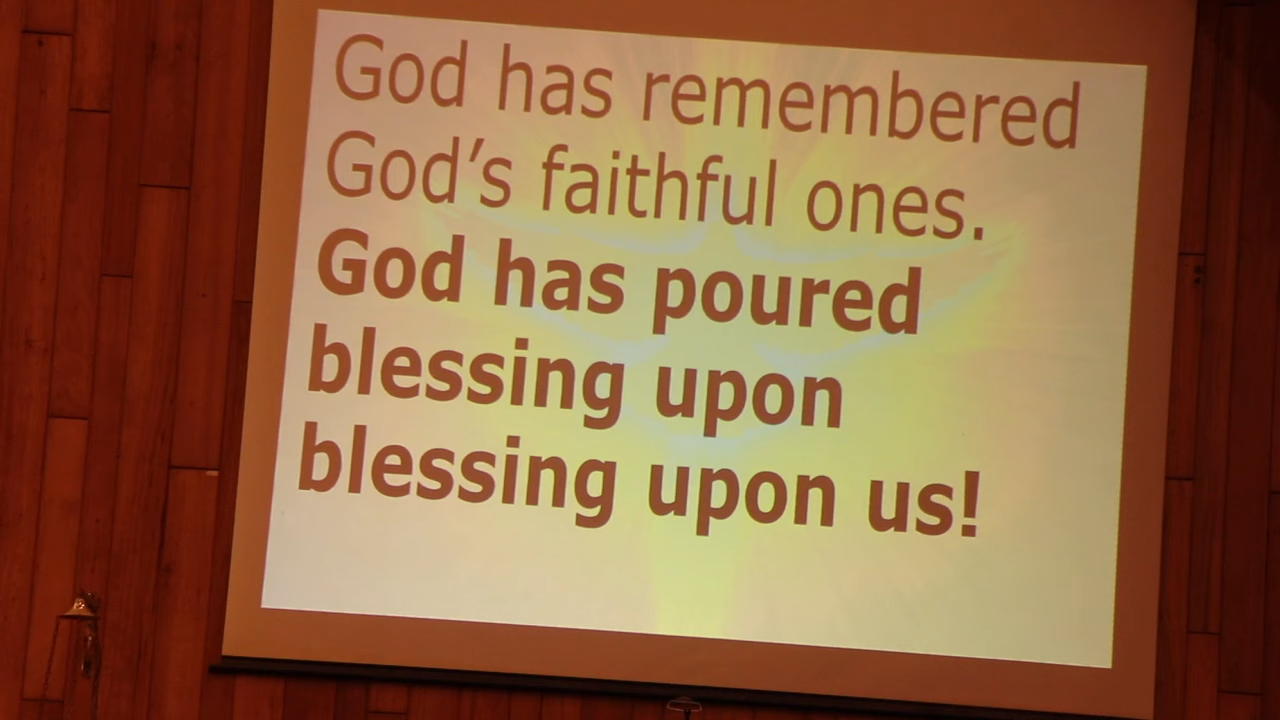 God has remembered
God’s faithful ones.
God has poured
blessing upon
blessing upon us!